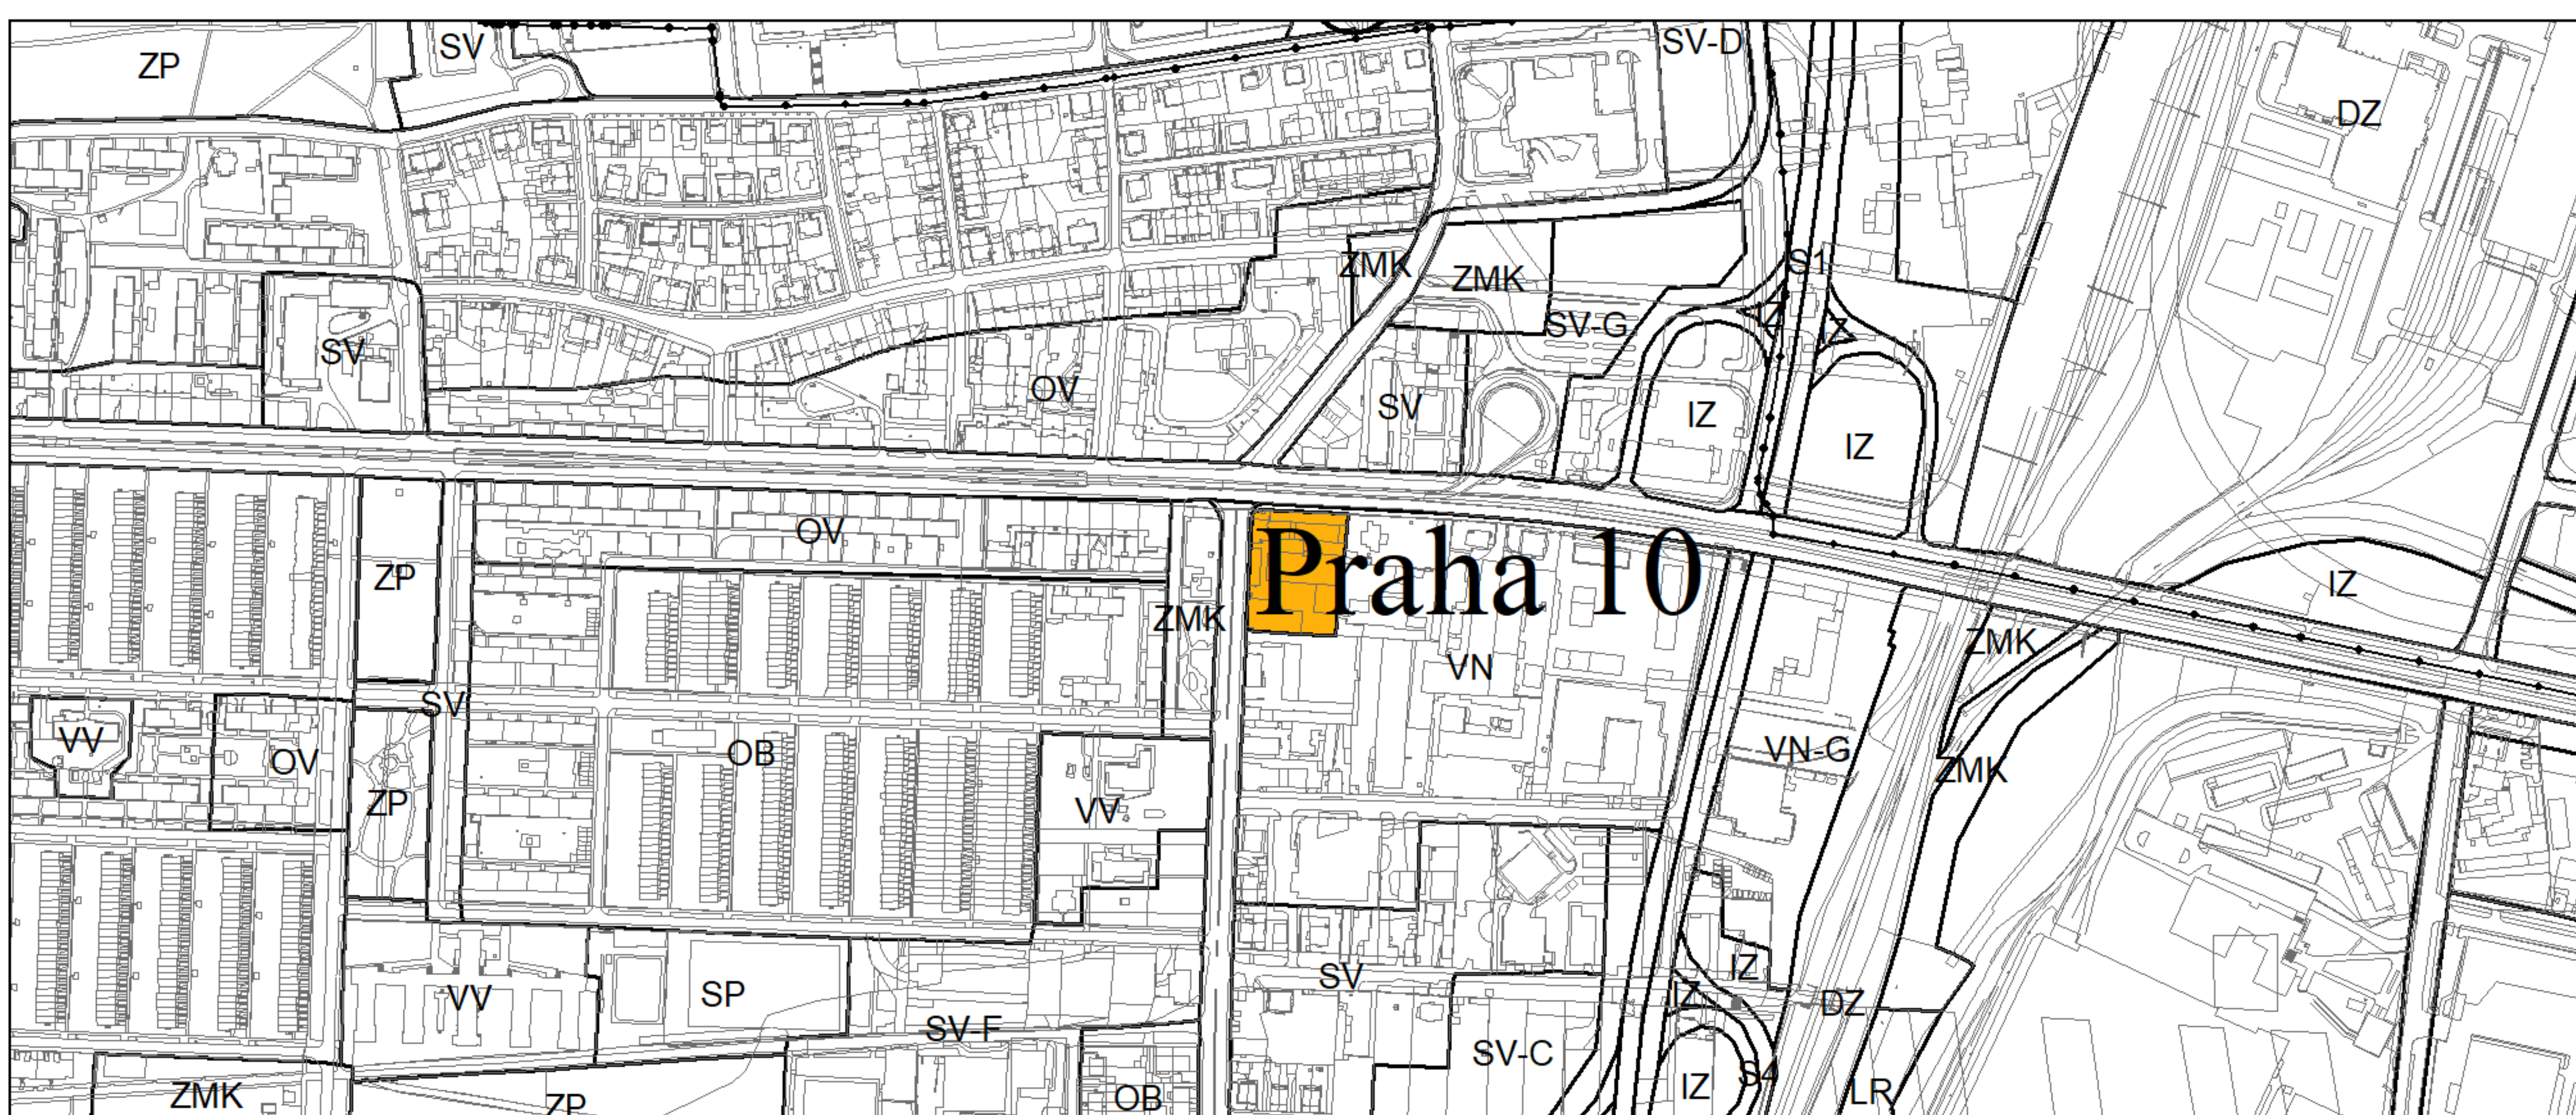 SV
SV-D
ZP
DZ
ZMK
ZMK
S1
IZ
SV-G
IZ
SV
OV
SV
IZ
IZ
OV
Praha 10
ZP
IZ
ZMK
ZMK
VN
SV
VV
OB
OV
VN-G
ZMK
ZP
VV
IZ
SV
VV
SP
IZ
DZ
SV-F
SV-C
S4
ZMK
ZP
OB
IZ
LR